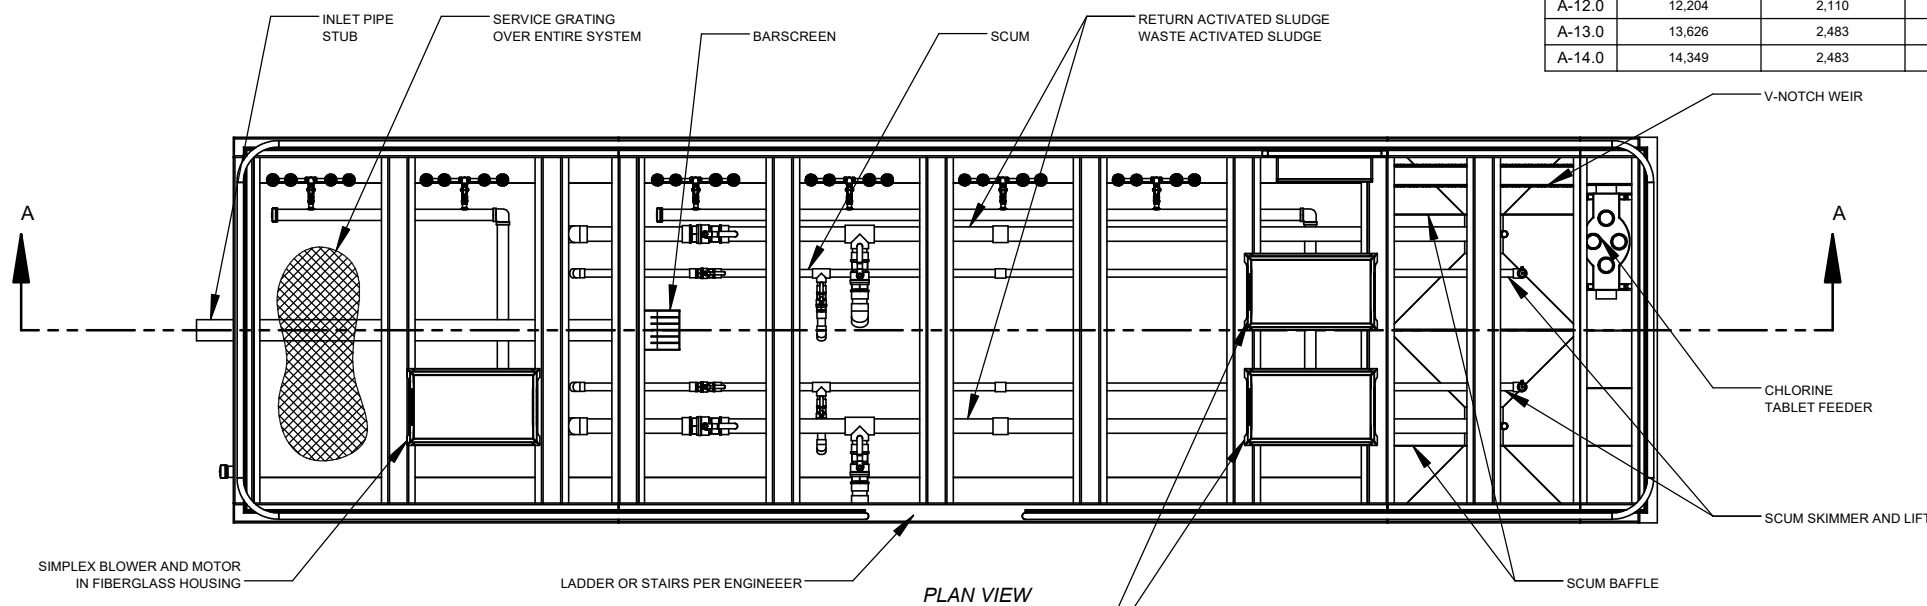 A-12.0 12,204 2,110
A-13.0 13,626 2,483
A-14.0 14,349 2,483
INLET PIPE
STUB
SERVICE GRATING
OVER ENTIRE SYSTEM
BARSCREEN
SCUM
RETURN ACTIVATED SLUDGE
WASTE ACTIVATED SLUDGE
V-NOTCH WEIR
A
A
CHLORINE
TABLET FEEDER
SCUM SKIMMER AND LIFT
SIMPLEX BLOWER AND MOTOR
IN FIBERGLASS HOUSING
LADDER OR STAIRS PER ENGINEEER
SCUM BAFFLE
PLAN VIEW